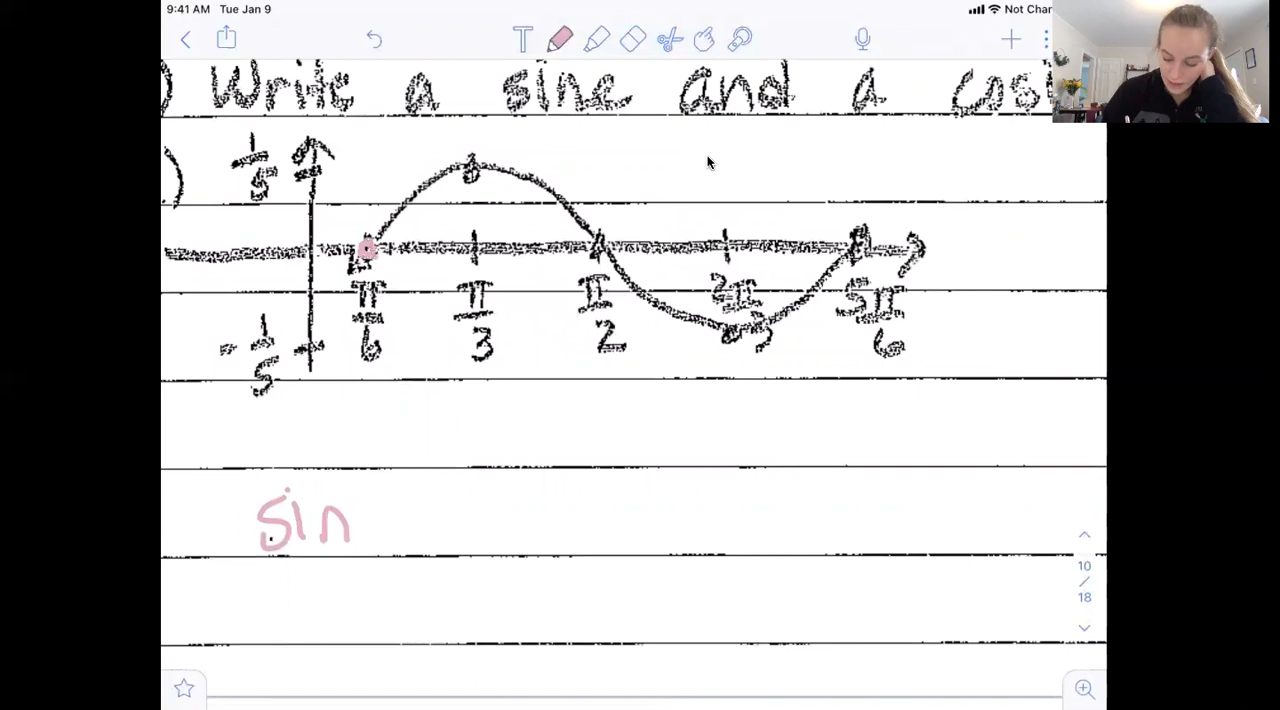 9:41 AM Tue Jan 9
Not Char
T
) Write a sine and a cosi
) 1/5
π/6 π/3 π/2 2π/3 5π/6
- 1/5
sin
10
/
18